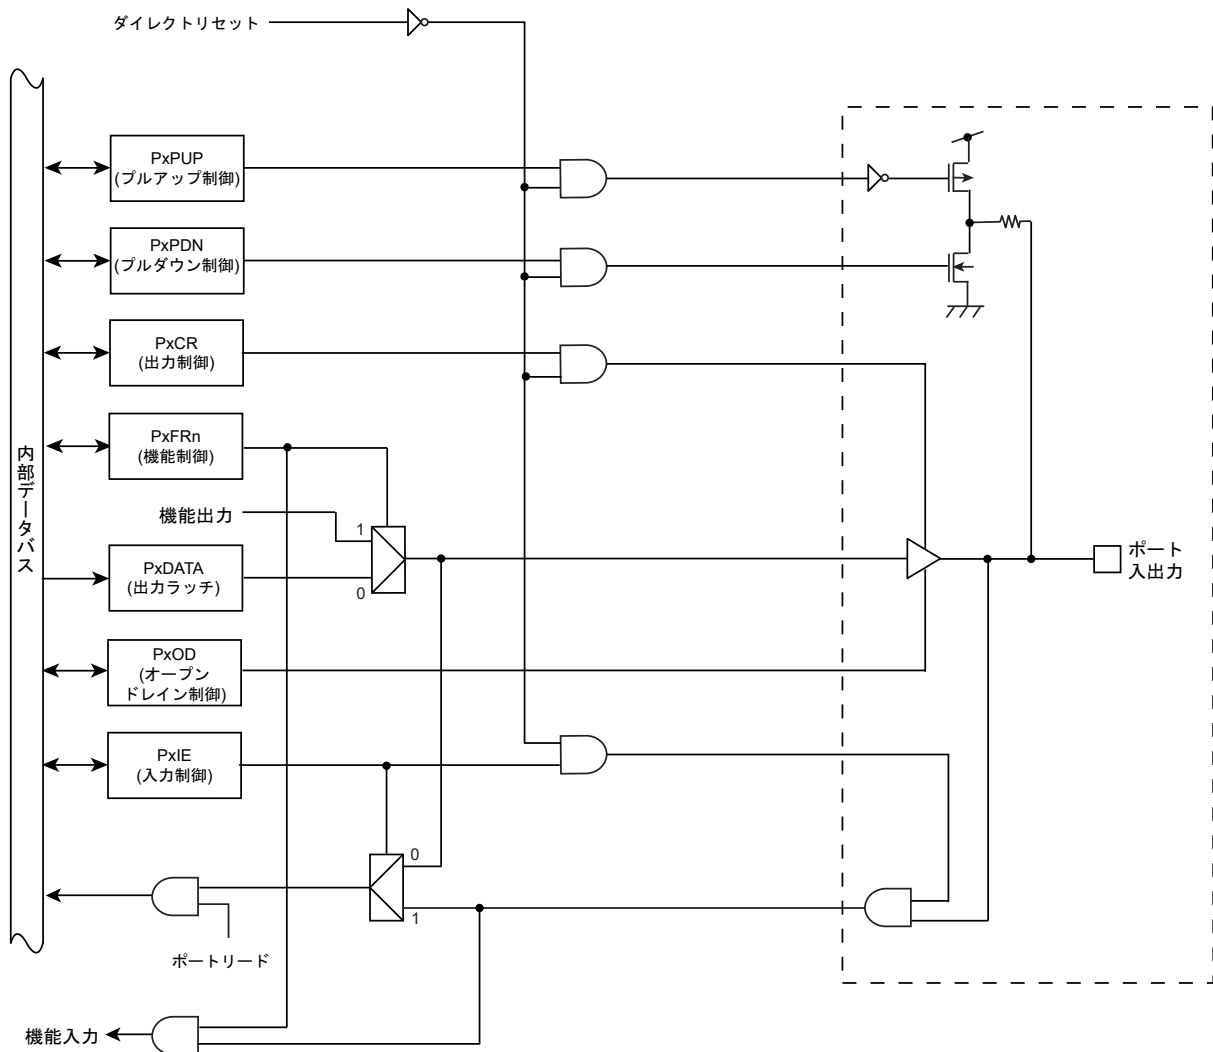 ダイレクトリセット
PxPUP
(プルアップ制御)
PxPDN
(プルダウン制御)
PxCR
(出力制御)
PxFRn
(機能制御)
内部データバス
機能出力
1
PxDATA
(出力ラッチ)
0
ポート
入出力
PxOD
(オープン
ドレイン制御)
PxIE
(入力制御)
0
1
ポートリード
機能入力